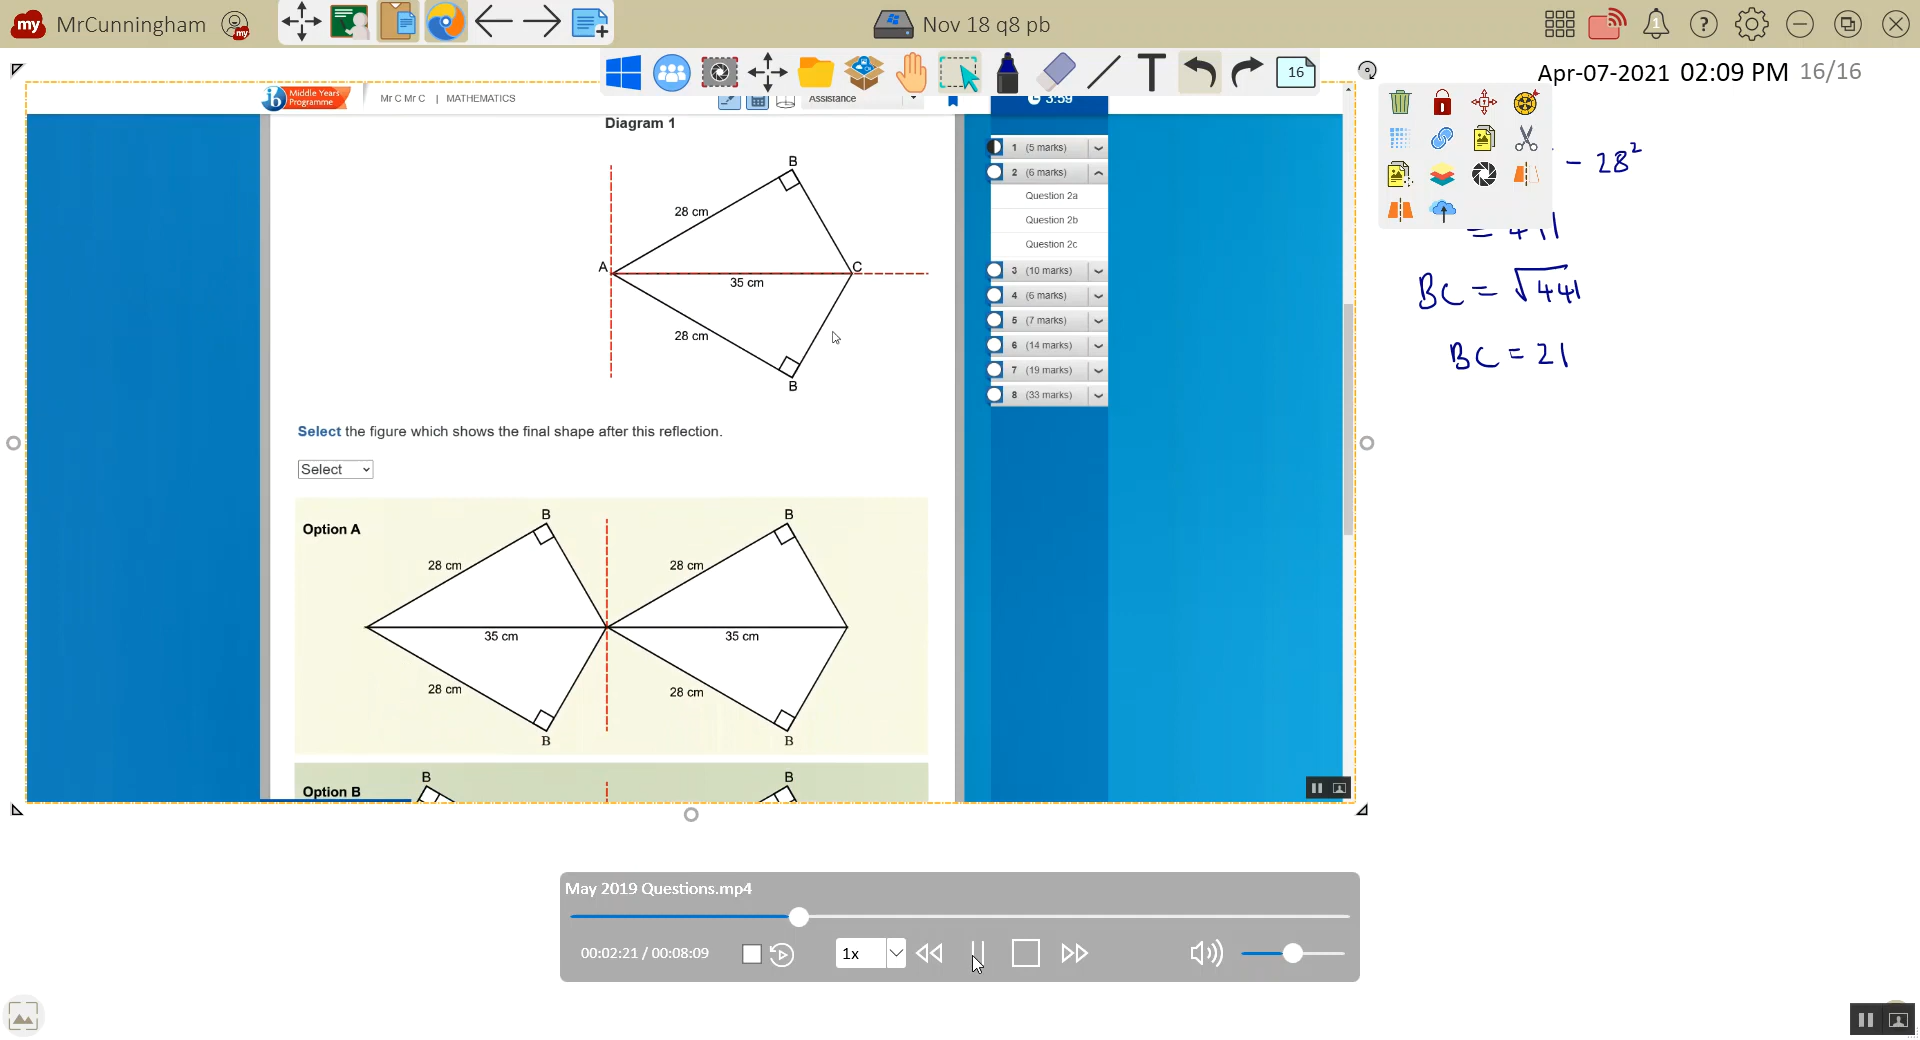 my MrCunningham
Nov 18 q8 pb
16
Apr-07-2021 02:09 PM 16/16
ib Middle Years Programme
Mr C Mr C | MATHEMATICS
Assistance
3:59
Diagram 1
B
28 cm
A
C
35 cm
28 cm
B
1 (5 marks)
2 (6 marks)
Question 2a
Question 2b
Question 2c
3 (10 marks)
4 (6 marks)
5 (7 marks)
6 (14 marks)
7 (19 marks)
8 (33 marks)
- 28²
BC = √441
BC = 21
Select the figure which shows the final shape after this reflection.
Select
Option A
B
B
28 cm
28 cm
35 cm
35 cm
28 cm
28 cm
B
B
Option B
B
B
May 2019 Questions.mp4
00:02:21 / 00:08:09
1x